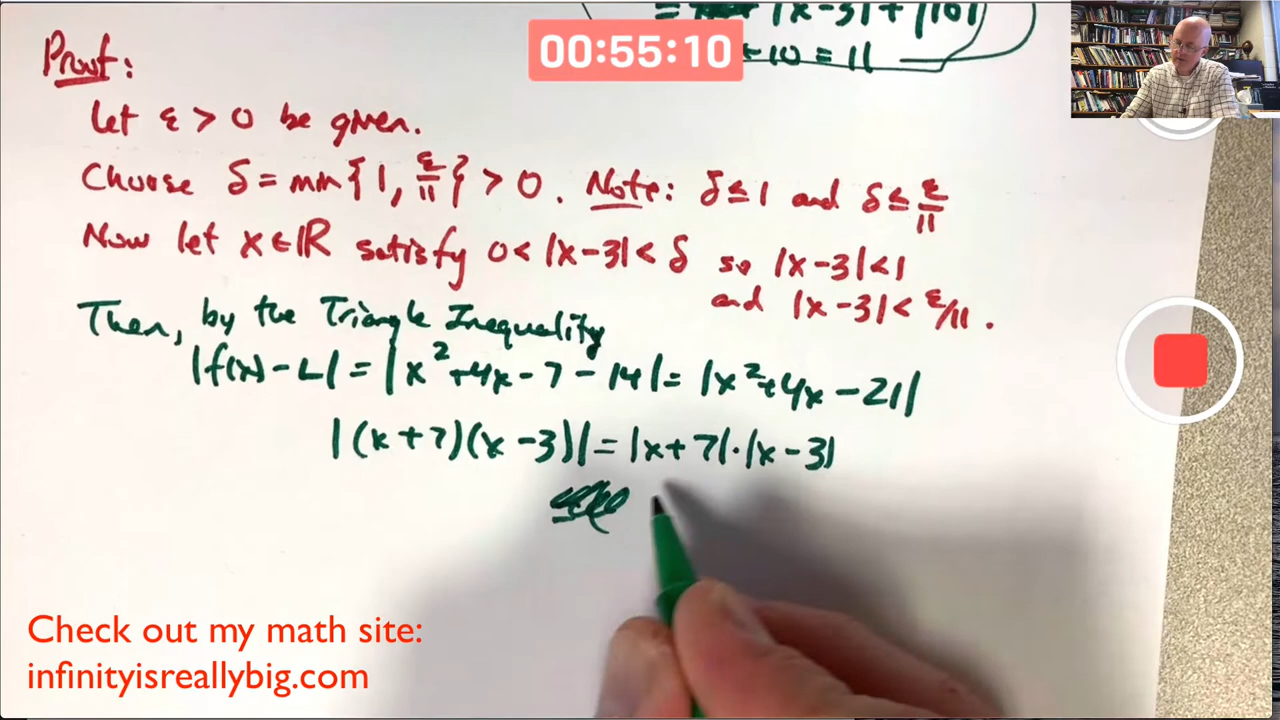 = |x-3| + |10|
+ 10 = 11
00:55:10
Proof:
Let ε > 0 be given.
Choose δ = min{1, ε/11} > 0. Note: δ ≤ 1 and δ ≤ ε/11
Now let x ∈ ℝ satisfy 0 < |x-3| < δ so |x-3| < 1
and |x-3| < ε/11.
Then, by the Triangle Inequality
|f(x) - L| = |x² + 4x - 7 - 14| = |x² + 4x - 21|
|(x+7)(x-3)| = |x+7|·|x-3|
Check out my math site:
infinityisreallybig.com